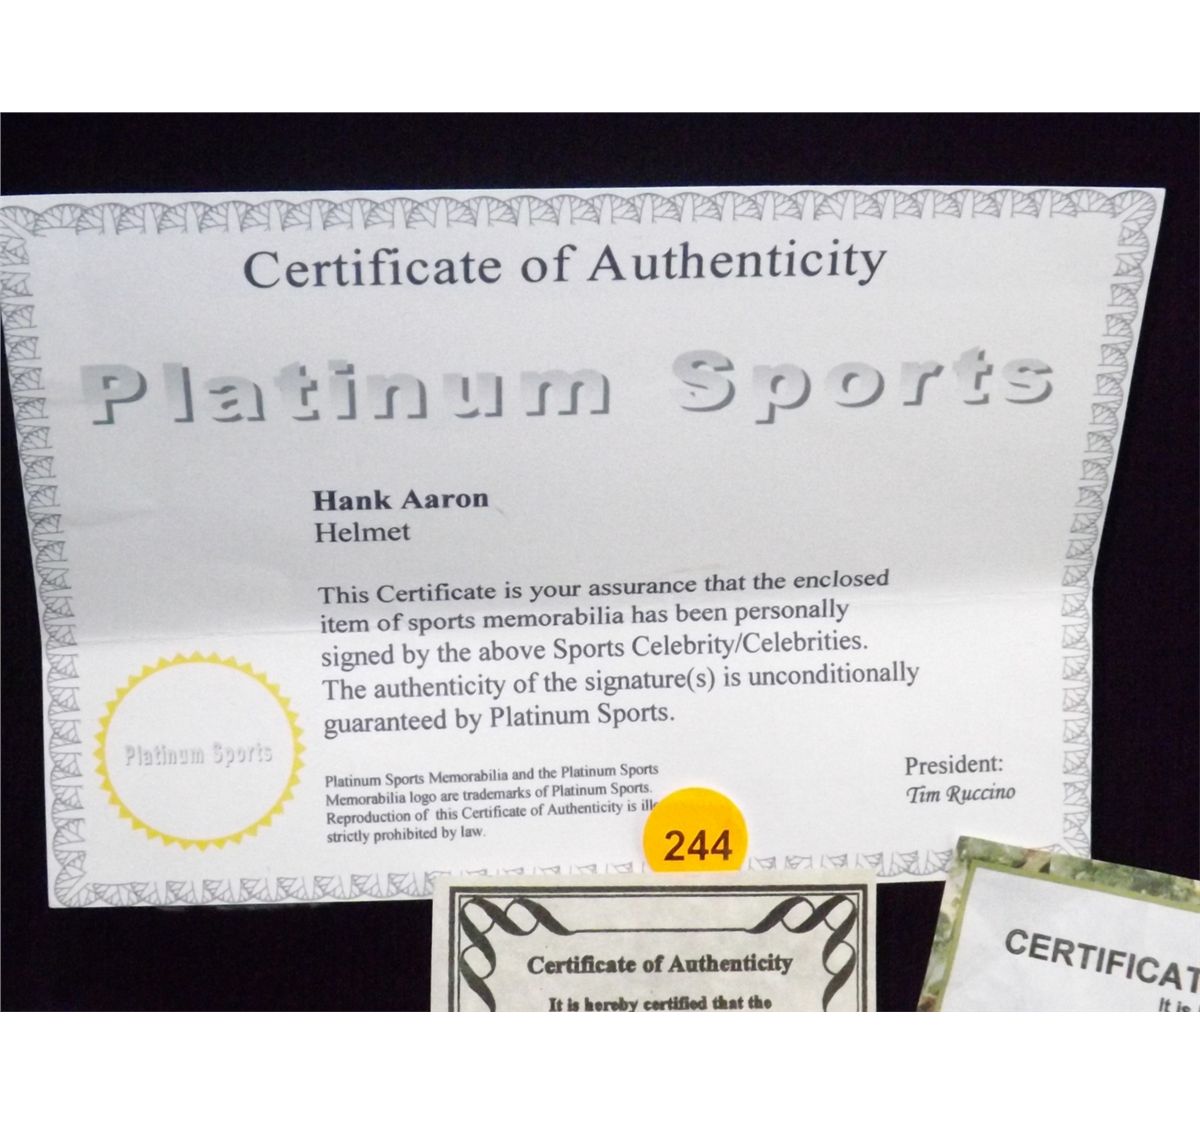 Certificate of Authenticity
Platinum Sports
Hank Aaron
Helmet
This Certificate is your assurance that the enclosed
item of sports memorabilia has been personally
signed by the above Sports Celebrity/Celebrities.
The authenticity of the signature(s) is unconditionally
guaranteed by Platinum Sports.
Platinum Sports
Platinum Sports Memorabilia and the Platinum Sports
Memorabilia logo are trademarks of Platinum Sports.
Reproduction of this Certificate of Authenticity is
strictly prohibited by law.
President:
Tim Ruccino
244
Certificate of Authenticity
It is hereby certified that the
CERTIFICAT
It is